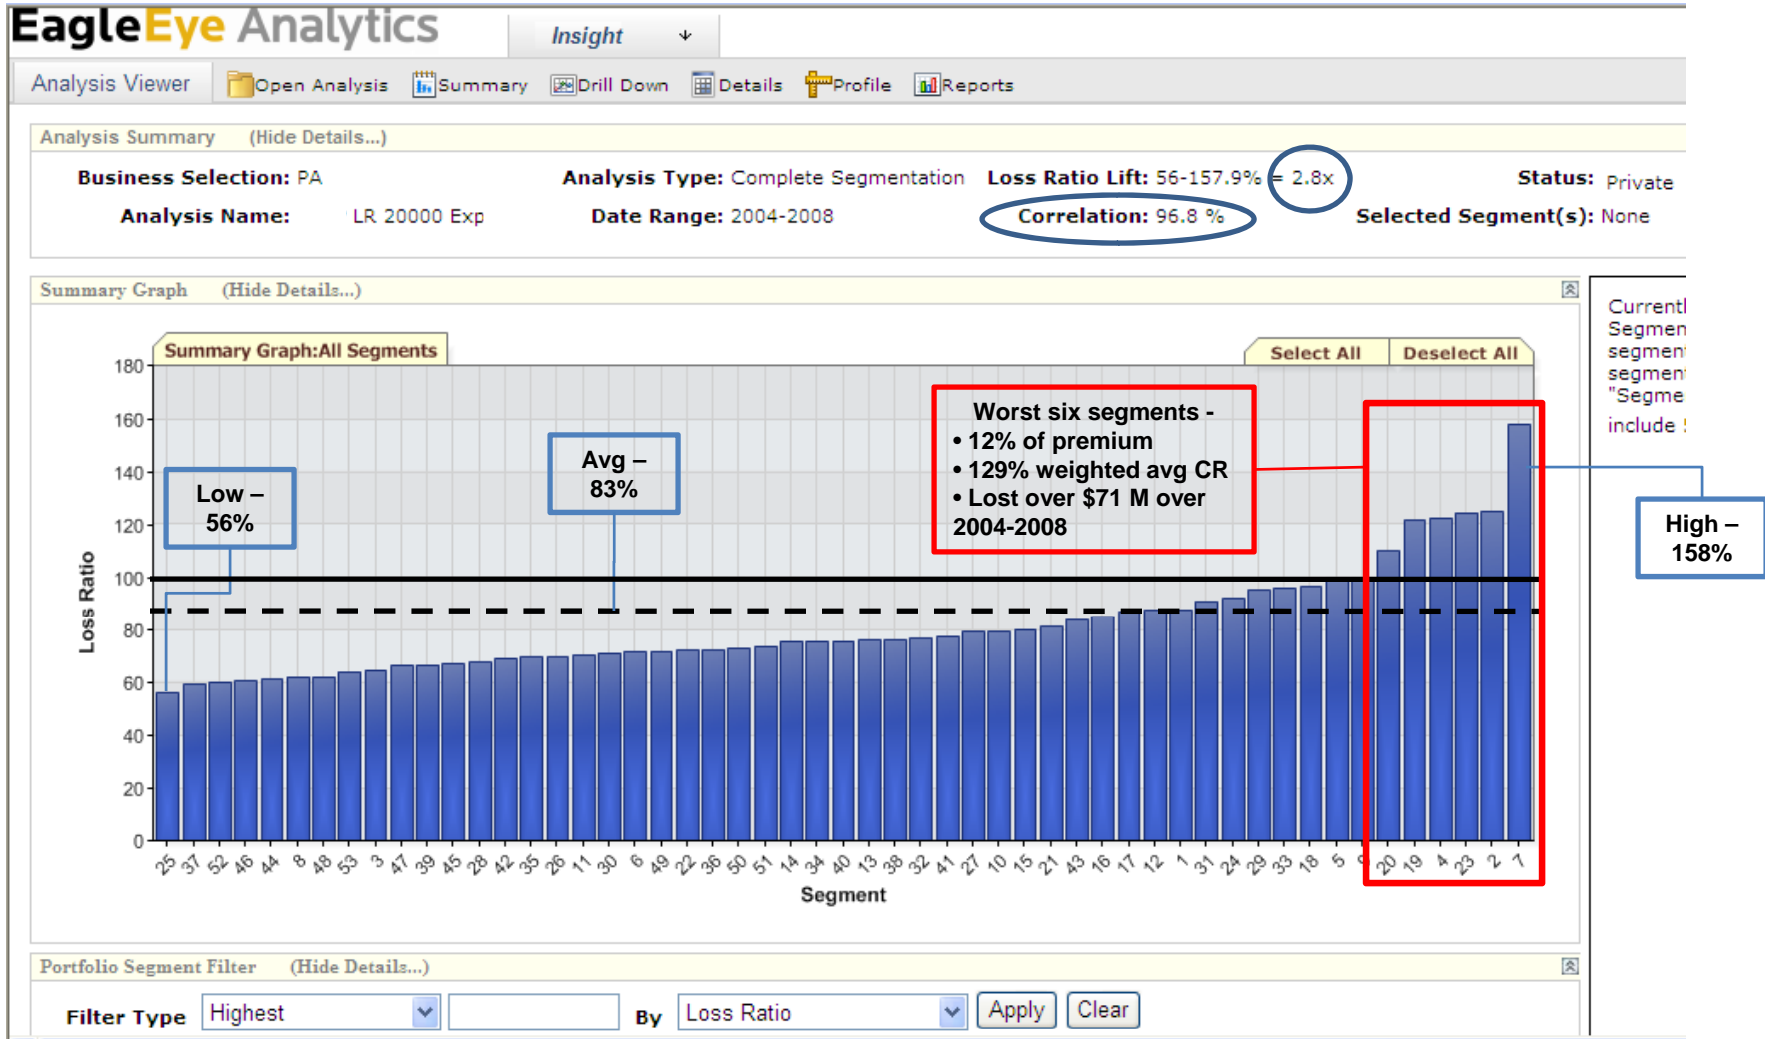 EagleEye Analytics
Insight
Analysis Viewer Open Analysis Summary Drill Down Details Profile Reports
Analysis Summary (Hide Details...)
Business Selection: PA Analysis Type: Complete Segmentation Loss Ratio Lift: 56-157.9% = 2.8x Status: Private
Analysis Name: LR 20000 Exp Date Range: 2004-2008 Correlation: 96.8 % Selected Segment(s): None
Summary Graph (Hide Details...)
Summary Graph:All Segments
Select All Deselect All
Currentl
Segmen
segment
segment
"Segme
include
Worst six segments -
• 12% of premium
• 129% weighted avg CR
• Lost over $71 M over
2004-2008
Avg –
83%
Low –
56%
High –
158%
Loss Ratio
180
160
140
120
100
80
60
40
20
0
25 37 52 46 44 8 48 53 3 47 39 45 28 42 35 26 11 30 6 49 22 36 50 51 14 34 40 13 38 32 41 27 10 15 21 43 16 17 12 1 31 24 29 33 18 5 9 20 19 4 23 2 7
Segment
Portfolio Segment Filter (Hide Details...)
Filter Type Highest By Loss Ratio Apply Clear